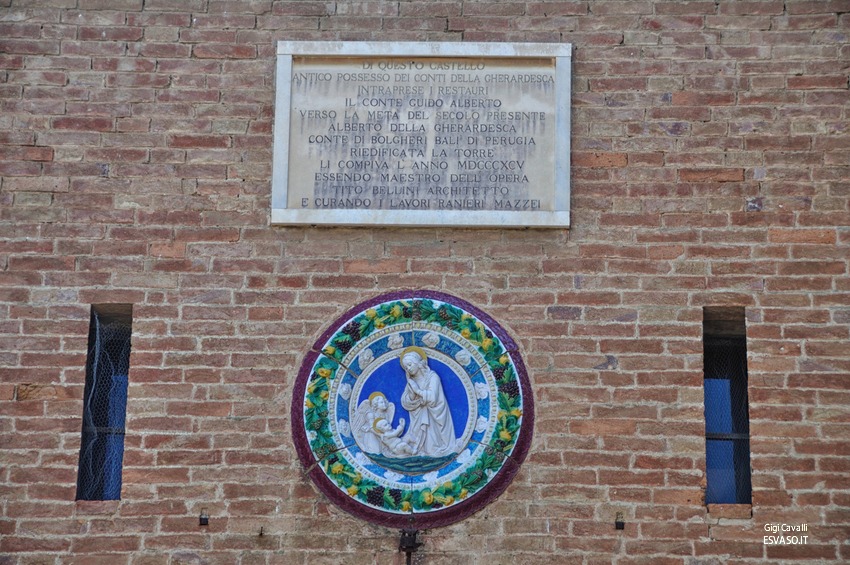 DI QUESTO CASTELLO
ANTICO POSSESSO DEI CONTI DELLA GHERARDESCA
INTRAPRESE I RESTAURI
IL CONTE GUIDO ALBERTO
VERSO LA META DEL SECOLO PRESENTE
ALBERTO DELLA GHERARDESCA
CONTE DI BOLGHERI BALI DI PERUGIA
RIEDIFICATA LA TORRE
LI COMPIVA L'ANNO MDCCCXCV
ESSENDO MAESTRO DELL'OPERA
TITO BELLINI ARCHITETTO
E CURANDO I LAVORI RANIERI MAZZEI
Gigi Cavalli
ESVASO.IT